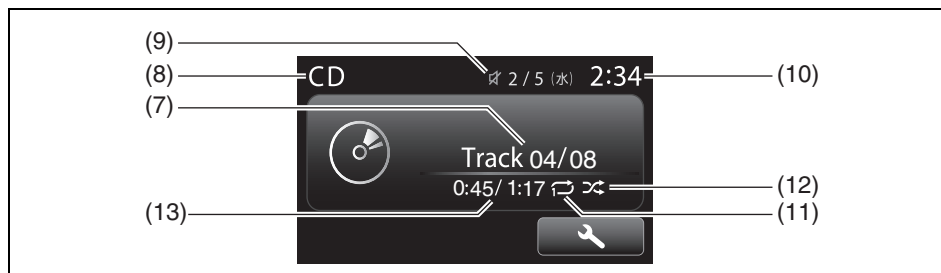 (9)
(8) CD 2 / 5 (水) 2:34 (10)
(7)
Track 04/08
0:45/ 1:17 (12)
(13) (11)